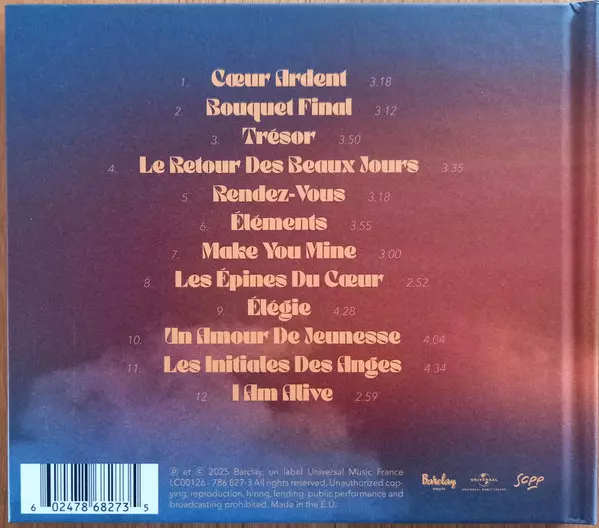 1. Cœur Ardent 3.18
2. Bouquet Final 3.12
3. Trésor 3.50
4. Le Retour Des Beaux Jours 3.35
5. Rendez-Vous 3.18
6. Éléments 3.55
7. Make You Mine 3.00
8. Les Épines Du Cœur 2.52
9. Élégie 4.28
10. Un Amour De Jeunesse 4.04
11. Les Initiales Des Anges 4.34
12. I Am Alive 2.59
℗ et © 2025 Barclay, un label Universal Music France
LC00126 · 786 827-3 All rights reserved. Unauthorized cop-
ying, reproduction, hiring, lending, public performance and
broadcasting prohibited. Made in the E.U.
6 02478 68273 5
Barclay
UNIVERSAL
scpp